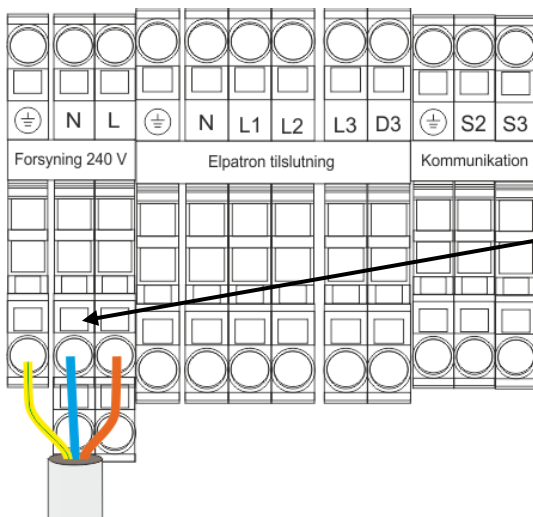 N L N L1 L2 L3 D3 S2 S3
Forsyning 240 V Elpatron tilslutning Kommunikation